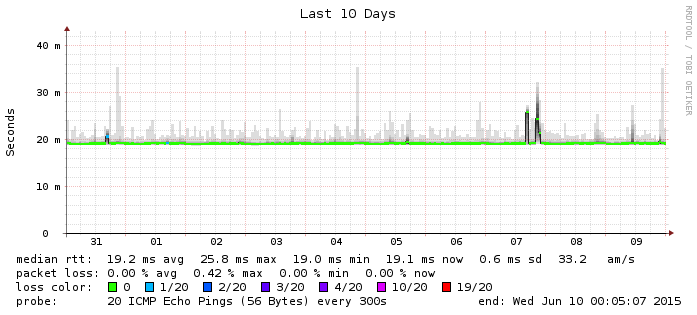 Last 10 Days
RRDTOOL / TOBI OETIKER
Seconds
40 m
30 m
20 m
10 m
0
31 01 02 03 04 05 06 07 08 09
median rtt: 19.2 ms avg 25.8 ms max 19.0 ms min 19.1 ms now 0.6 ms sd 33.2 am/s
packet loss: 0.00 % avg 0.42 % max 0.00 % min 0.00 % now
loss color: 0 1/20 2/20 3/20 4/20 10/20 19/20
probe: 20 ICMP Echo Pings (56 Bytes) every 300s end: Wed Jun 10 00:05:07 2015